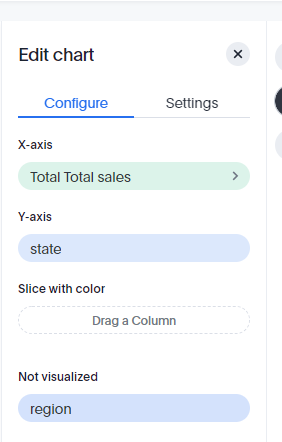 Edit chart
Configure
Settings
X-axis
Total Total sales
Y-axis
state
Slice with color
Drag a Column
Not visualized
region